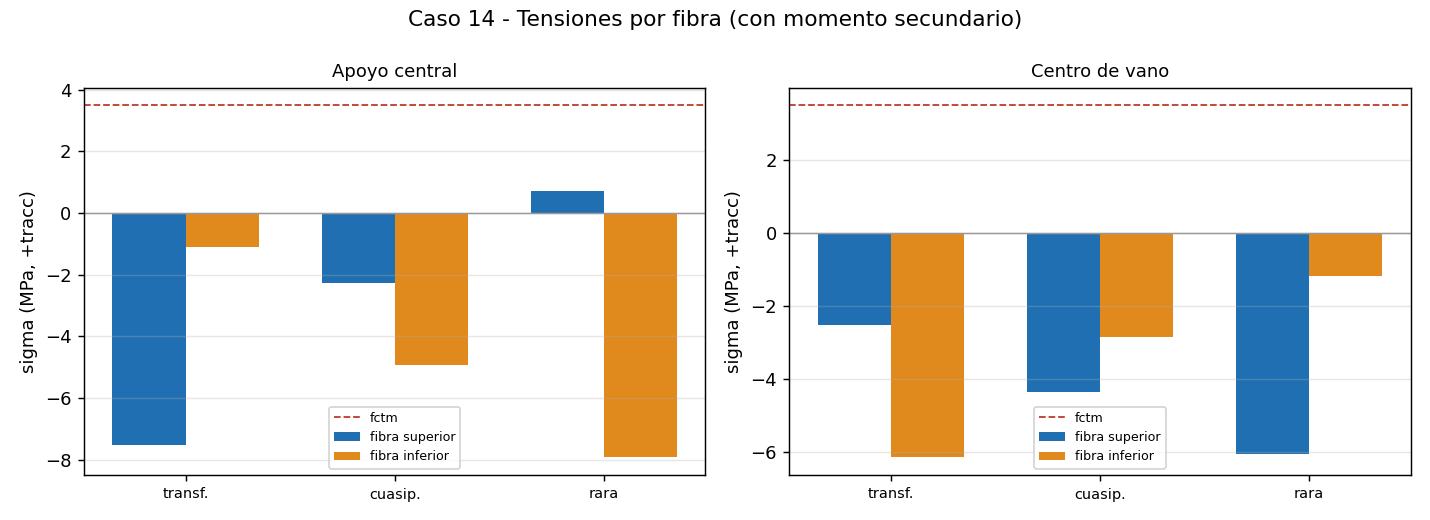 Caso 14 - Tensiones por fibra (con momento secundario)
Apoyo central
sigma (MPa, +tracc)
4
2
0
−2
−4
−6
−8
transf.
cuasip.
rara
fctm
fibra superior
fibra inferior
Centro de vano
sigma (MPa, +tracc)
2
0
−2
−4
−6
transf.
cuasip.
rara
fctm
fibra superior
fibra inferior